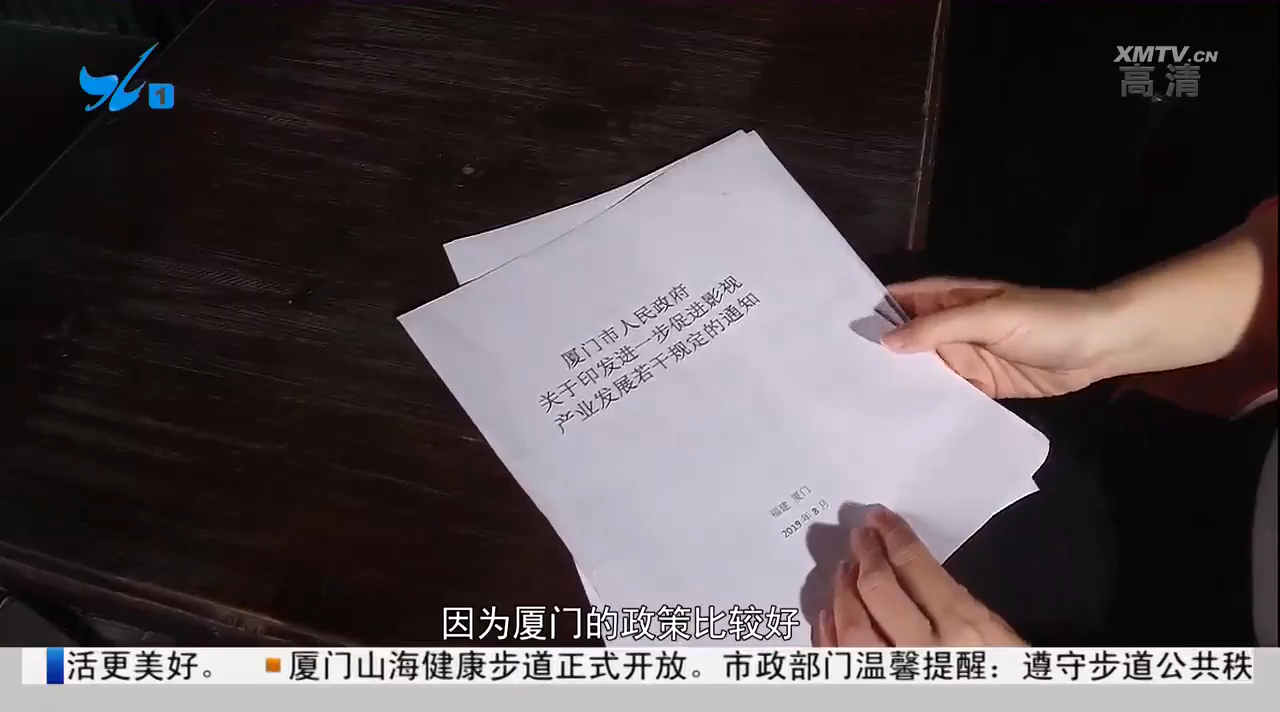 1
XMTV.CN
高清
厦门市人民政府
关于印发进一步促进影视
产业发展若干规定的通知
福建 厦门
2019年8月
因为厦门的政策比较好
活更美好。 厦门山海健康步道正式开放。市政部门温馨提醒：遵守步道公共秩